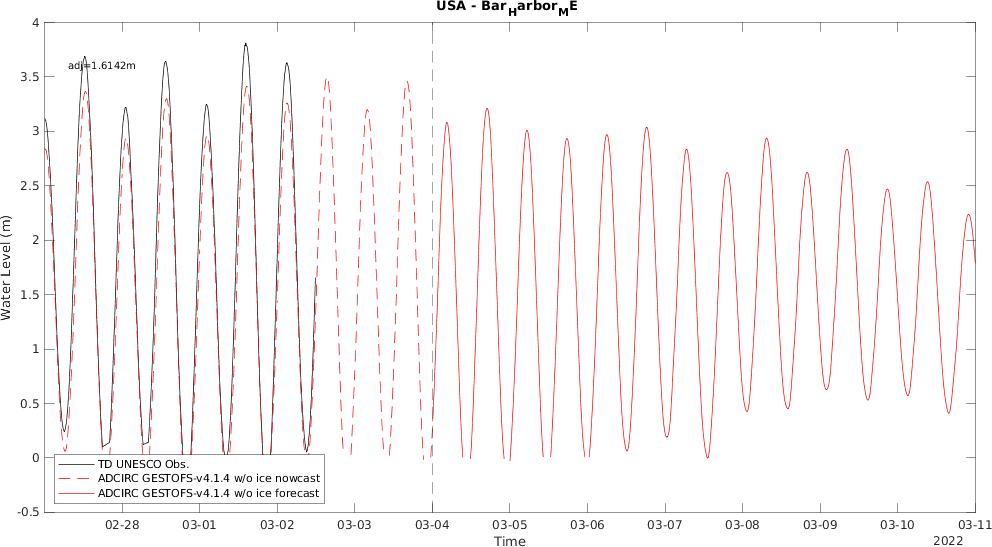 USA - BarHarborME
4
3.5
3
2.5
2
1.5
1
0.5
0
-0.5
Water Level (m)
adj=1.6142m
TD UNESCO Obs.
ADCIRC GESTOFS-v4.1.4 w/o ice nowcast
ADCIRC GESTOFS-v4.1.4 w/o ice forecast
02-28 03-01 03-02 03-03 03-04 03-05 03-06 03-07 03-08 03-09 03-10 03-11
Time
2022